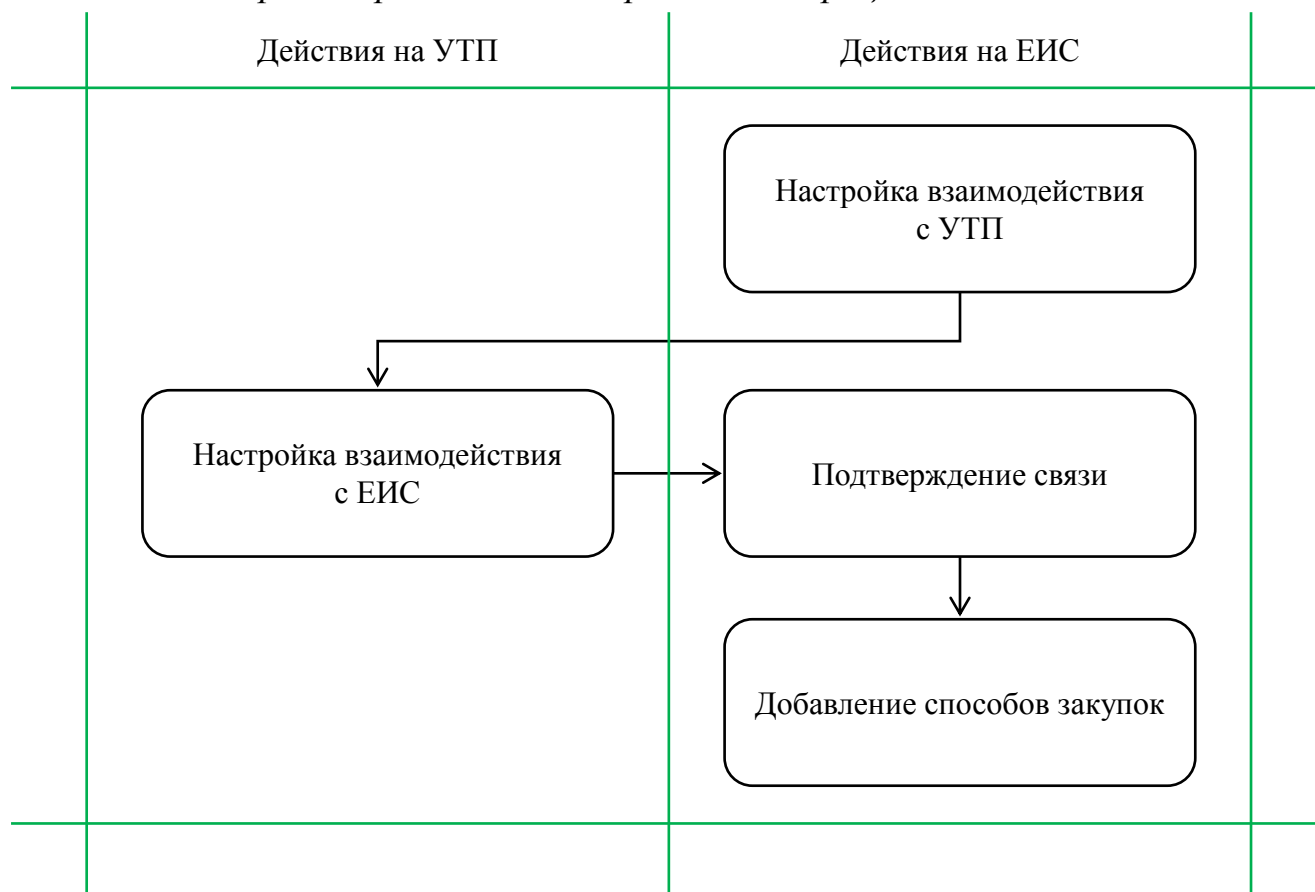 Действия на УТП
Действия на ЕИС
Настройка взаимодействия
с УТП
Настройка взаимодействия
с ЕИС
Подтверждение связи
Добавление способов закупок